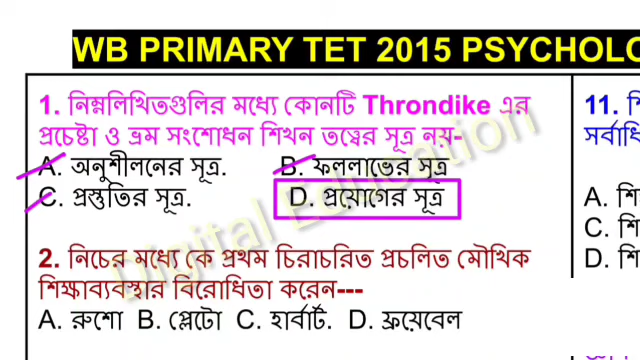 WB PRIMARY TET 2015 PSYCHOLO
1. নিম্নলিখিতগুলির মধ্যে কোনটি Throndike এর
প্রচেষ্টা ও ভ্রম সংশোধন শিখন তত্ত্বের সূত্র নয়-
A. অনুশীলনের সূত্র. B. ফললাভের সূত্র
C. প্রস্তুতির সূত্র. D. প্রয়োগের সূত্র
2. নিচের মধ্যে কে প্রথম চিরাচরিত প্রচলিত মৌখিক
শিক্ষাব্যবস্থার বিরোধিতা করেন---
A. রুশো B. প্লেটো C. হার্বার্ট. D. ফ্রয়েবেল
11. শি
সর্বাধি
A. শি
C. শি
D. শি
Digital Education